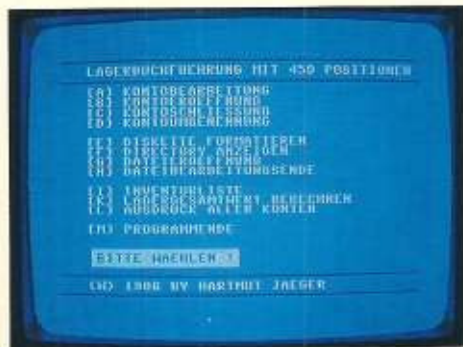 LAGERBUCHFUEHRUNG MIT 450 POSITIONEN
[A] KONTOBEARBEITUNG
[B] KONTOEROEFFNUNG
[C] KONTOSCHLIESSUNG
[D] KONTOUMBENENNUNG
[E] DISKETTE FORMATIEREN
[F] DIRECTORY ANZEIGEN
[G] DATEIEROEFFNUNG
[H] DATEIBEARBEITUNGSENDE
[I] INVENTURLISTE
[K] LAGERGESAMTWERT BERECHNEN
[L] AUSDRUCK ALLER KONTEN
[M] PROGRAMMENDE
BITTE WAEHLEN !
1986 BY HARTMUT JAEGER